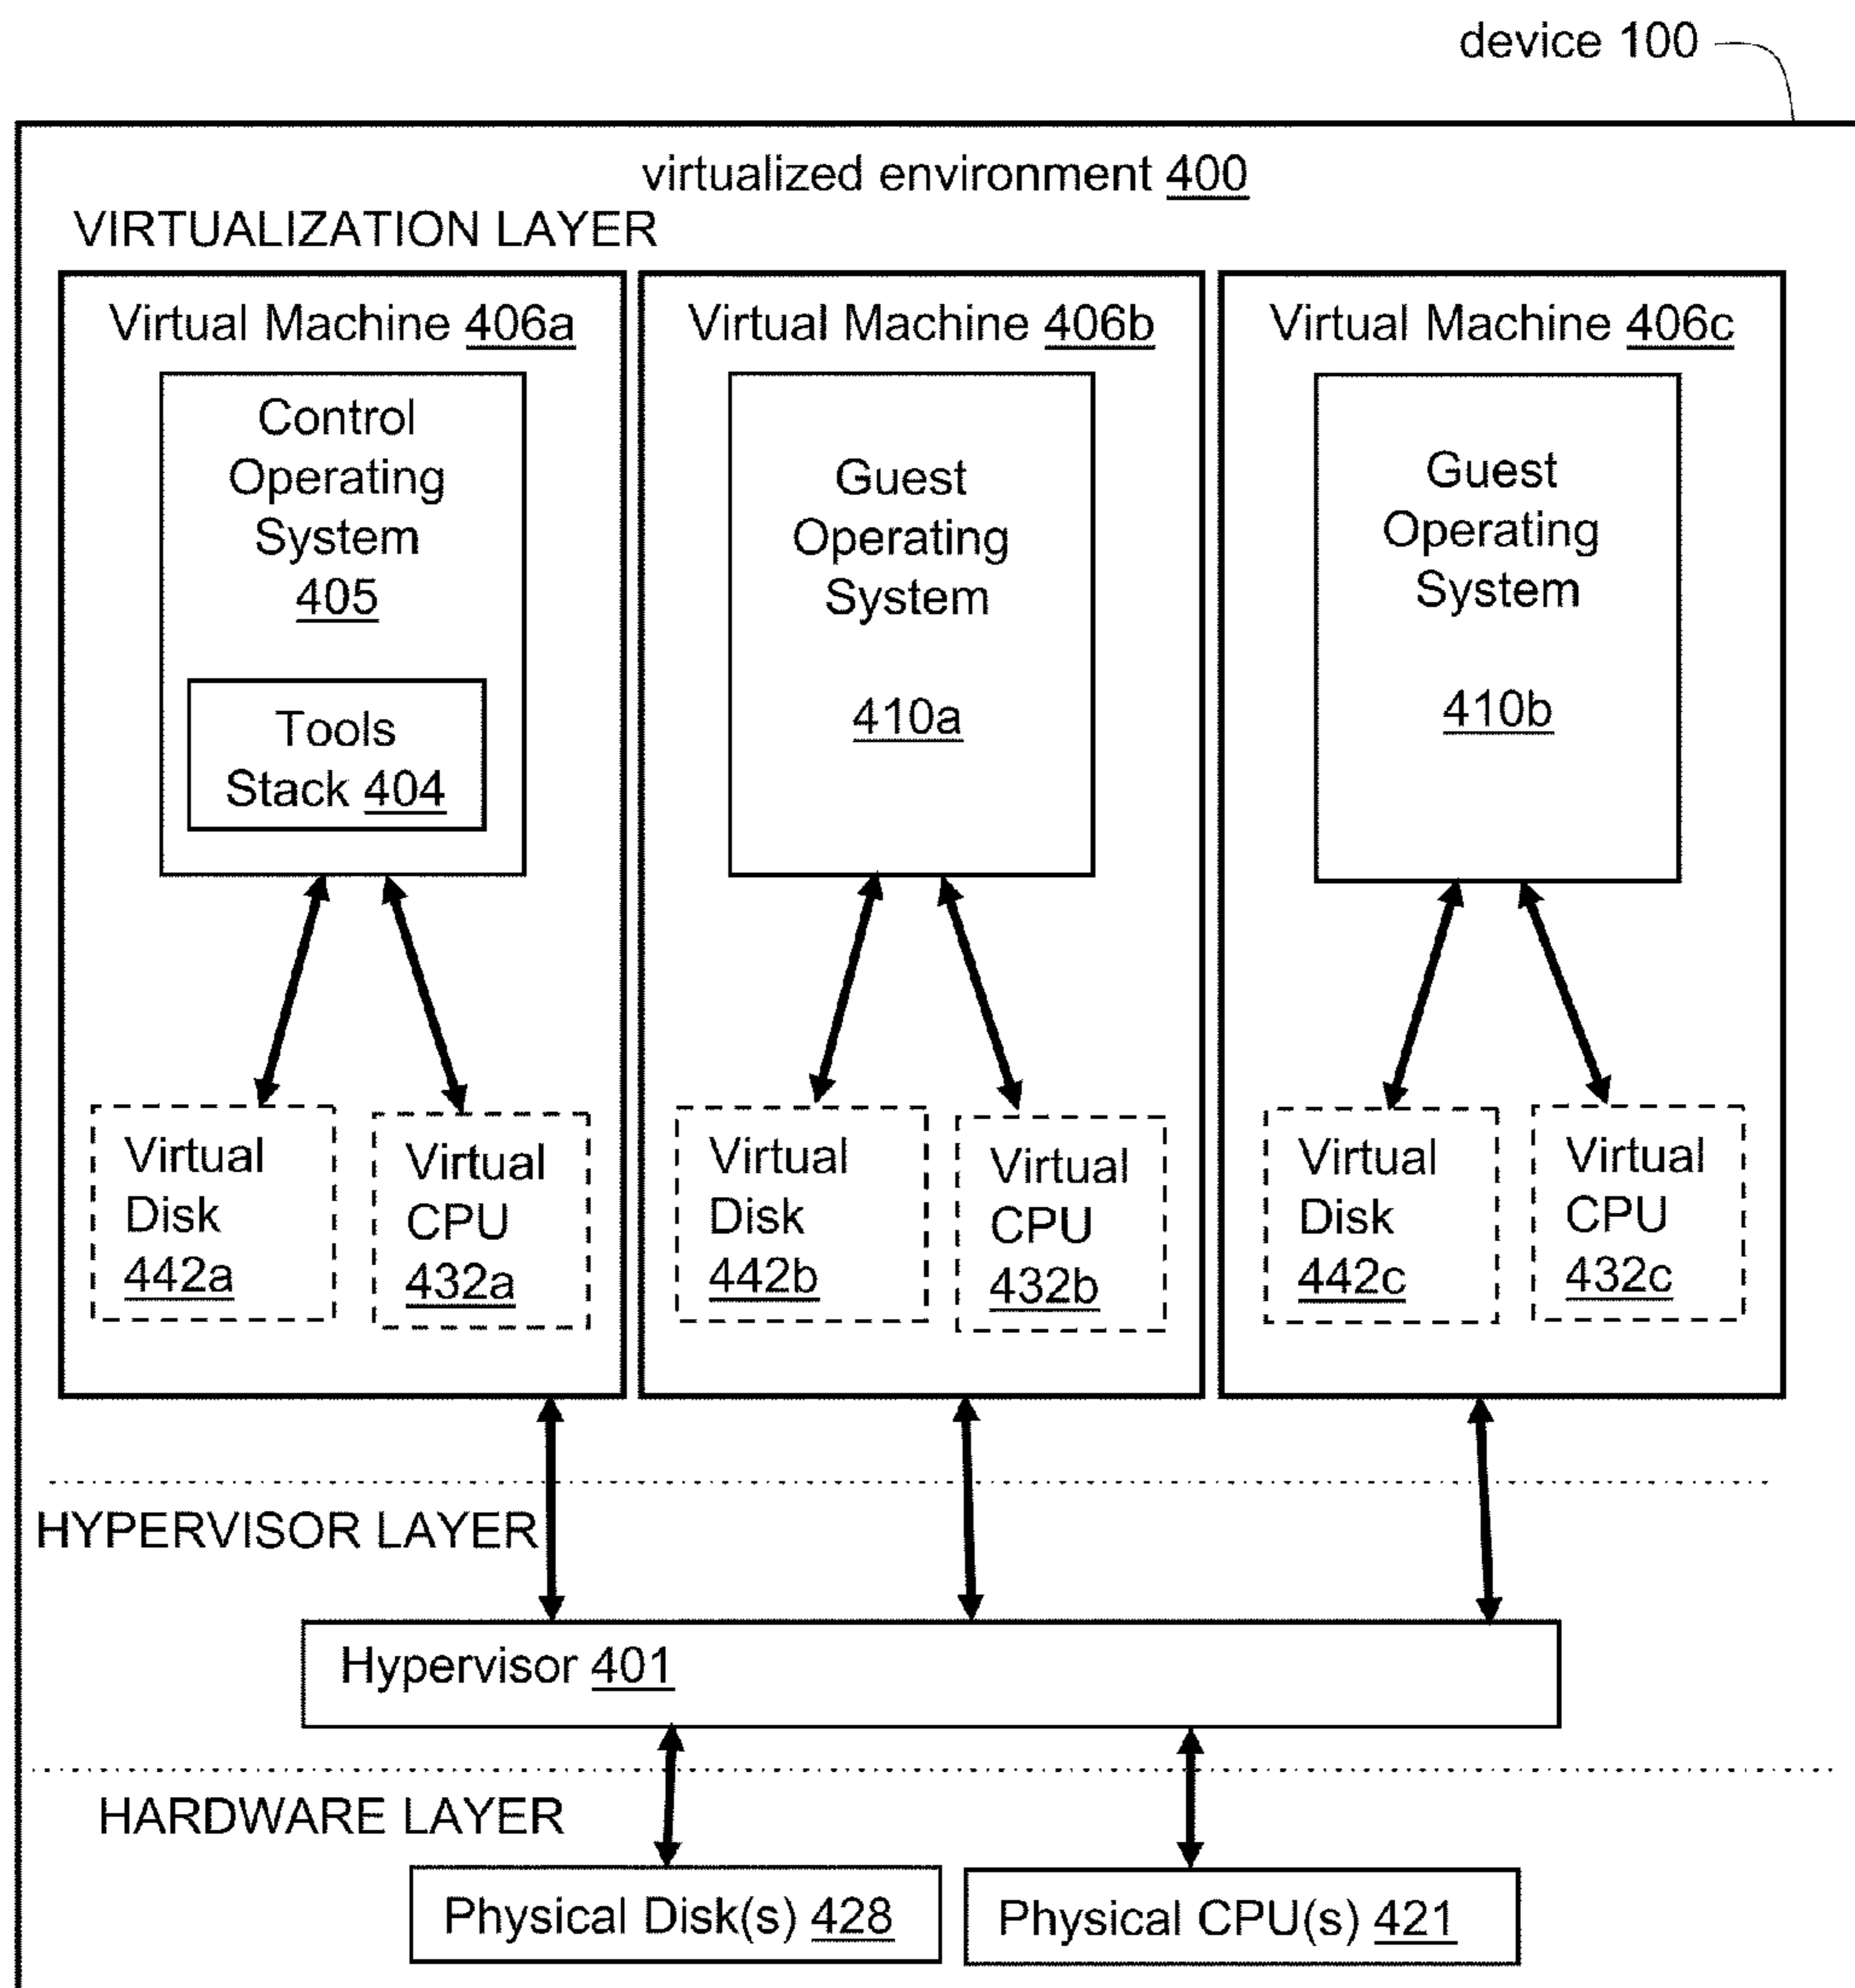 device 100
virtualized environment 400
VIRTUALIZATION LAYER
Virtual Machine 406a
Control
Operating
System
405
Tools
Stack 404
Virtual
Disk
442a
Virtual
CPU
432a
Virtual Machine 406b
Guest
Operating
System
410a
Virtual
Disk
442b
Virtual
CPU
432b
Virtual Machine 406c
Guest
Operating
System
410b
Virtual
Disk
442c
Virtual
CPU
432c
HYPERVISOR LAYER
Hypervisor 401
HARDWARE LAYER
Physical Disk(s) 428
Physical CPU(s) 421